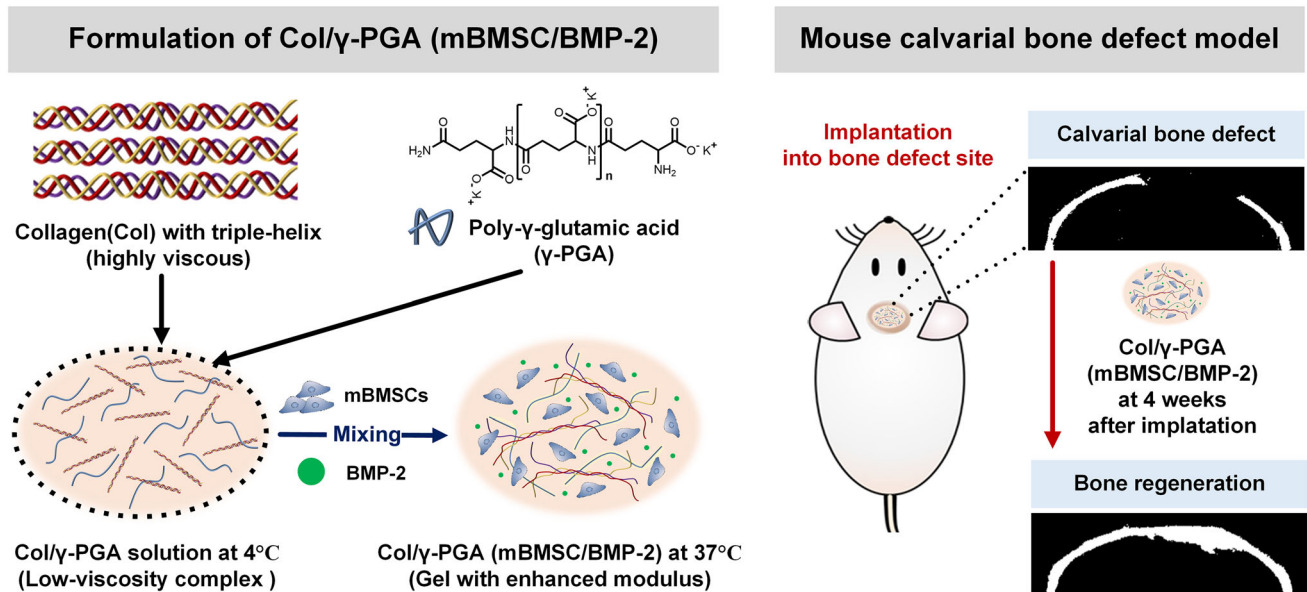 Formulation of Col/γ-PGA (mBMSC/BMP-2)
Collagen(Col) with triple-helix
(highly viscous)
H₂N
O
O
O⁻
K⁺
H
N
O
O
O⁻
K⁺
N
H
n
O
NH₂
O
O⁻ K⁺
Poly-γ-glutamic acid
(γ-PGA)
mBMSCs
Mixing
BMP-2
Col/γ-PGA solution at 4°C
(Low-viscosity complex )
Col/γ-PGA (mBMSC/BMP-2) at 37°C
(Gel with enhanced modulus)
Mouse calvarial bone defect model
Implantation
into bone defect site
Calvarial bone defect
Col/γ-PGA
(mBMSC/BMP-2)
at 4 weeks
after implatation
Bone regeneration